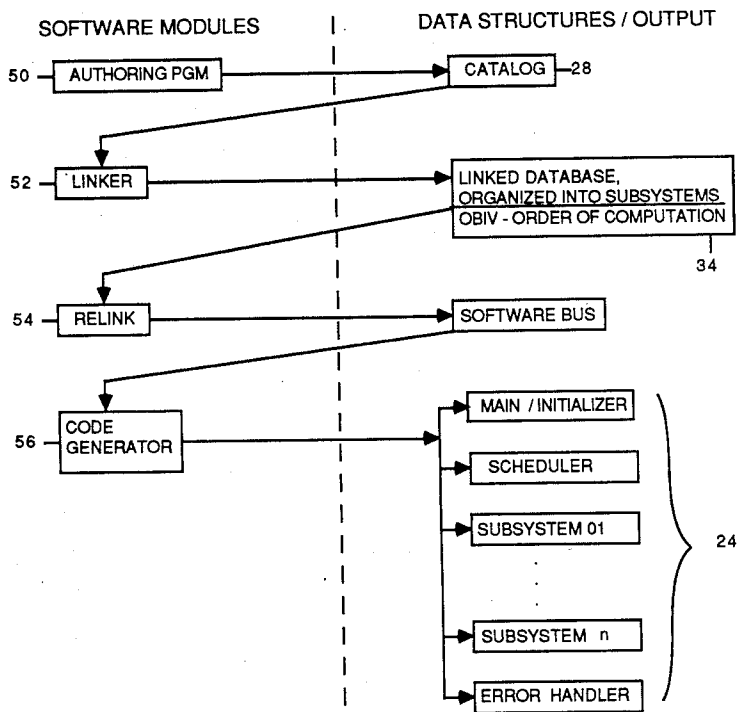 SOFTWARE MODULES
DATA STRUCTURES / OUTPUT
50
AUTHORING PGM
CATALOG
28
52
LINKER
LINKED DATABASE,
ORGANIZED INTO SUBSYSTEMS
OBIV - ORDER OF COMPUTATION
34
54
RELINK
SOFTWARE BUS
56
CODE
GENERATOR
MAIN / INITIALIZER
SCHEDULER
SUBSYSTEM 01
SUBSYSTEM n
ERROR HANDLER
24